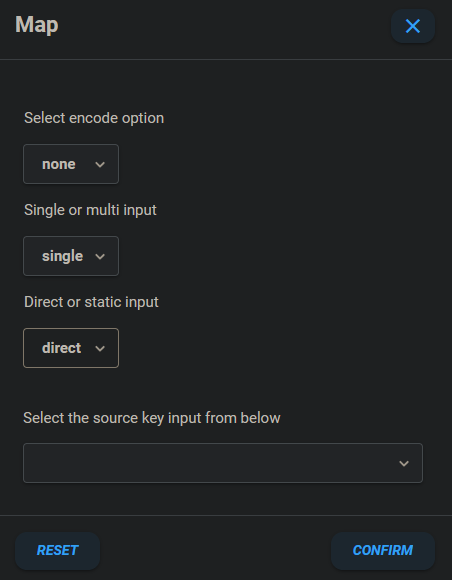 Map
Select encode option
none
Single or multi input
single
Direct or static input
direct
Select the source key input from below
RESET
CONFIRM